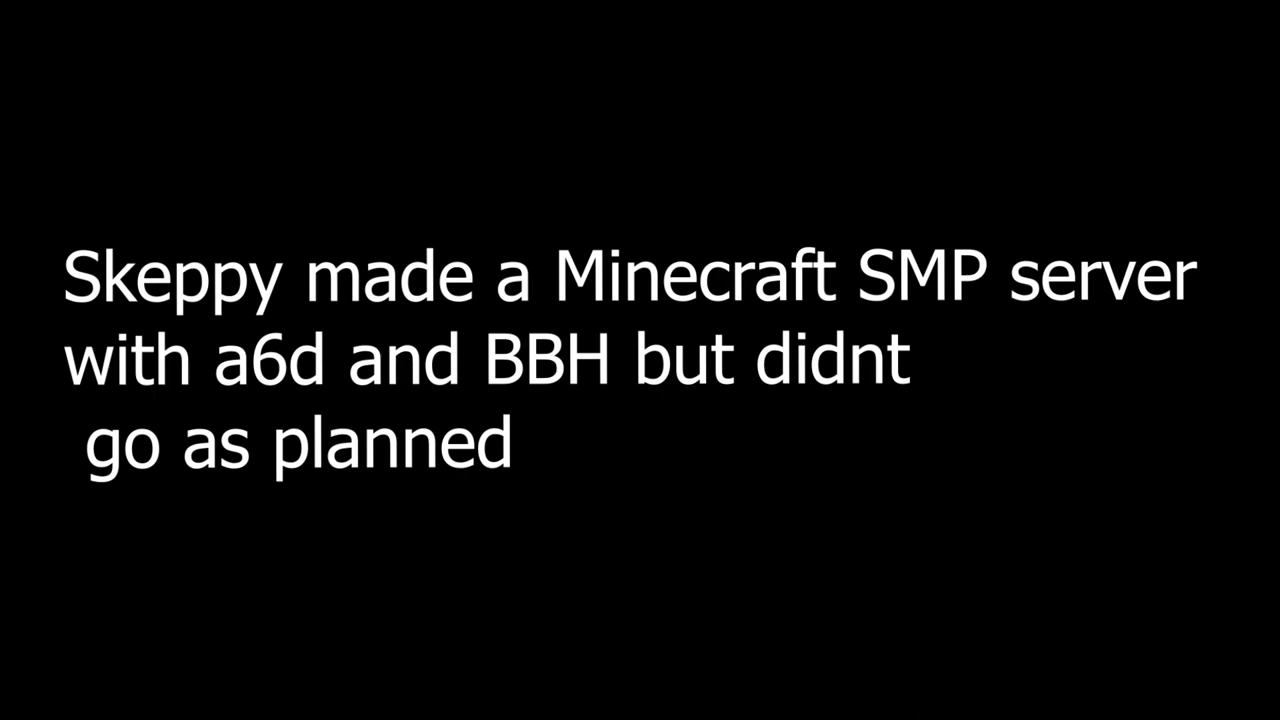 Skeppy made a Minecraft SMP server
with a6d and BBH but didnt
go as planned